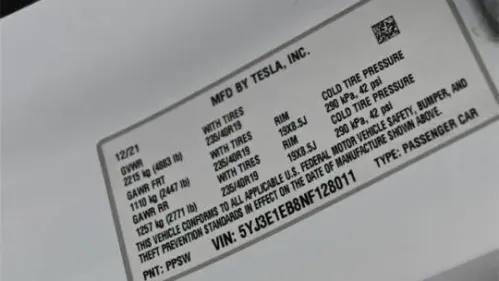 MFD BY TESLA, INC.
12/21
GVWR WITH TIRES RIM COLD TIRE PRESSURE
2215 kg (4883 lb) 235/40R19 19X8.5J 290 kPa, 42 psi
GAWR FRT WITH TIRES RIM COLD TIRE PRESSURE
1110 kg (2447 lb) 235/40R19 19X8.5J 290 kPa, 42 psi
GAWR RR WITH TIRES RIM COLD TIRE PRESSURE
1257 kg (2771 lb) 235/40R19 19X8.5J 290 kPa, 42 psi
THIS VEHICLE CONFORMS TO ALL APPLICABLE U.S. FEDERAL MOTOR VEHICLE SAFETY, BUMPER, AND
THEFT PREVENTION STANDARDS IN EFFECT ON THE DATE OF MANUFACTURE SHOWN ABOVE.
VIN: 5YJ3E1EB8NF128011 TYPE: PASSENGER CAR
PNT: PPSW